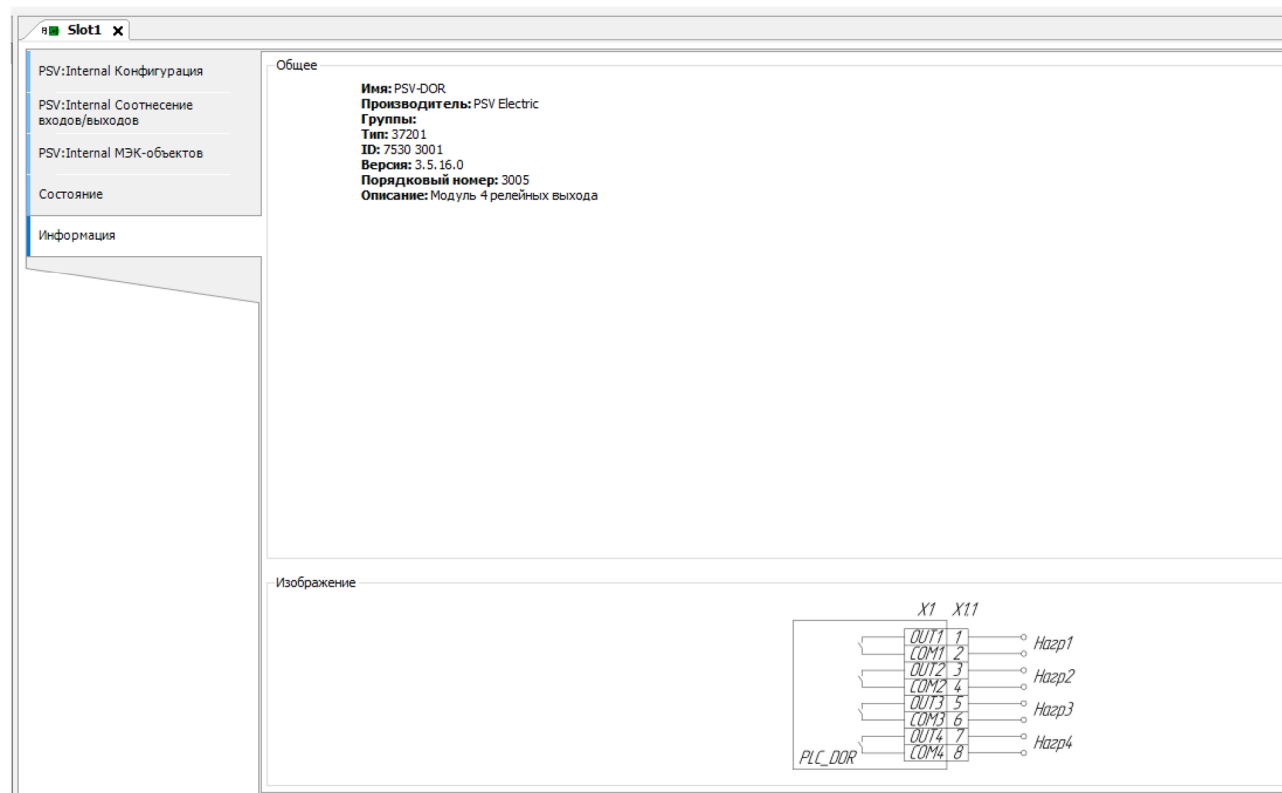 Slot1
PSV:Internal Конфигурация
PSV:Internal Соотнесение
входов/выходов
PSV:Internal МЭК-объектов
Состояние
Информация
Общее
Имя: PSV-DOR
Производитель: PSV Electric
Группы:
Тип: 37201
ID: 7530 3001
Версия: 3.5.16.0
Порядковый номер: 3005
Описание: Модуль 4 релейных выхода
Изображение
X1 X1.1
OUT1 1
COM1 2
Нагр1
OUT2 3
COM2 4
Нагр2
OUT3 5
COM3 6
Нагр3
OUT4 7
COM4 8
Нагр4
PLC_DOR